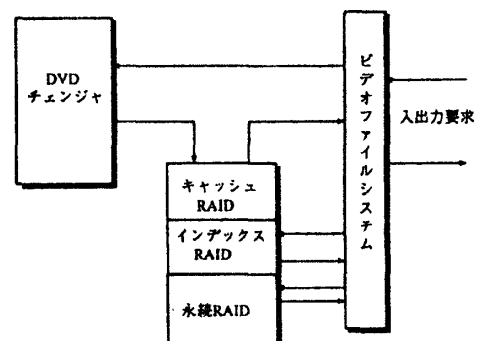 DVD
チェンジャ
ビデオファイルシステム
入出力要求
キャッシュ
RAID
インデックス
RAID
永続RAID